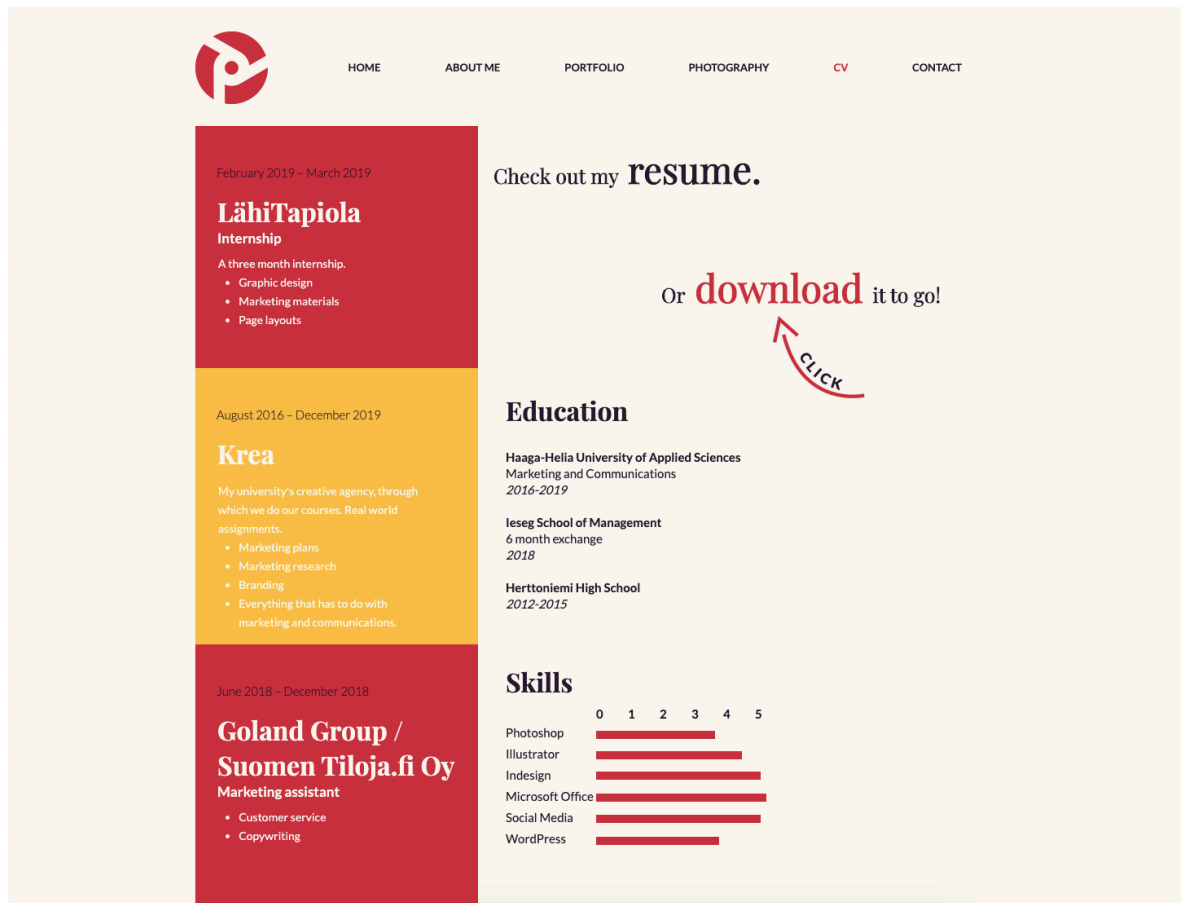 HOME ABOUT ME PORTFOLIO PHOTOGRAPHY CV CONTACT
February 2019 – March 2019
LähiTapiola
Internship
A three month internship.
• Graphic design
• Marketing materials
• Page layouts
August 2016 – December 2019
Krea
My university's creative agency, through
which we do our courses. Real world
assignments.
• Marketing plans
• Marketing research
• Branding
• Everything that has to do with
marketing and communications.
June 2018 – December 2018
Goland Group /
Suomen Tiloja.fi Oy
Marketing assistant
• Customer service
• Copywriting
Check out my resume.
Or download it to go!
CLICK
Education
Haaga-Helia University of Applied Sciences
Marketing and Communications
2016-2019
Ieseg School of Management
6 month exchange
2018
Herttoniemi High School
2012-2015
Skills
0 1 2 3 4 5
Photoshop
Illustrator
Indesign
Microsoft Office
Social Media
WordPress